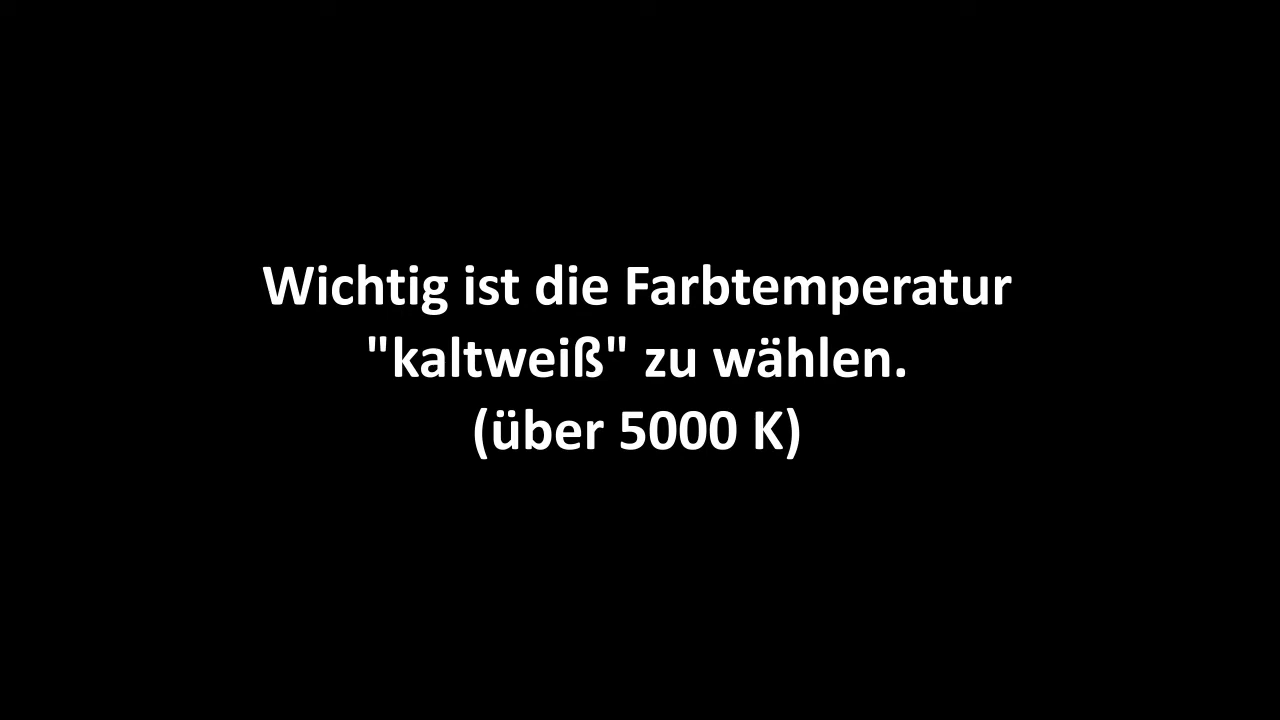 Wichtig ist die Farbtemperatur
"kaltweiß" zu wählen.
(über 5000 K)